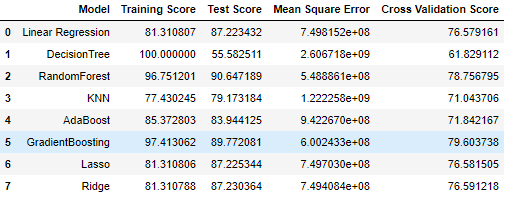 Model Training Score Test Score Mean Square Error Cross Validation Score
0 Linear Regression 81.310807 87.223432 7.498152e+08 76.579161
1 DecisionTree 100.000000 55.582511 2.606718e+09 61.829112
2 RandomForest 96.751201 90.647189 5.488861e+08 78.756795
3 KNN 77.430245 79.173184 1.222258e+09 71.043706
4 AdaBoost 85.372803 83.944125 9.422670e+08 71.842167
5 GradientBoosting 97.413062 89.772081 6.002433e+08 79.603738
6 Lasso 81.310806 87.225344 7.497030e+08 76.581505
7 Ridge 81.310788 87.230364 7.494084e+08 76.591218